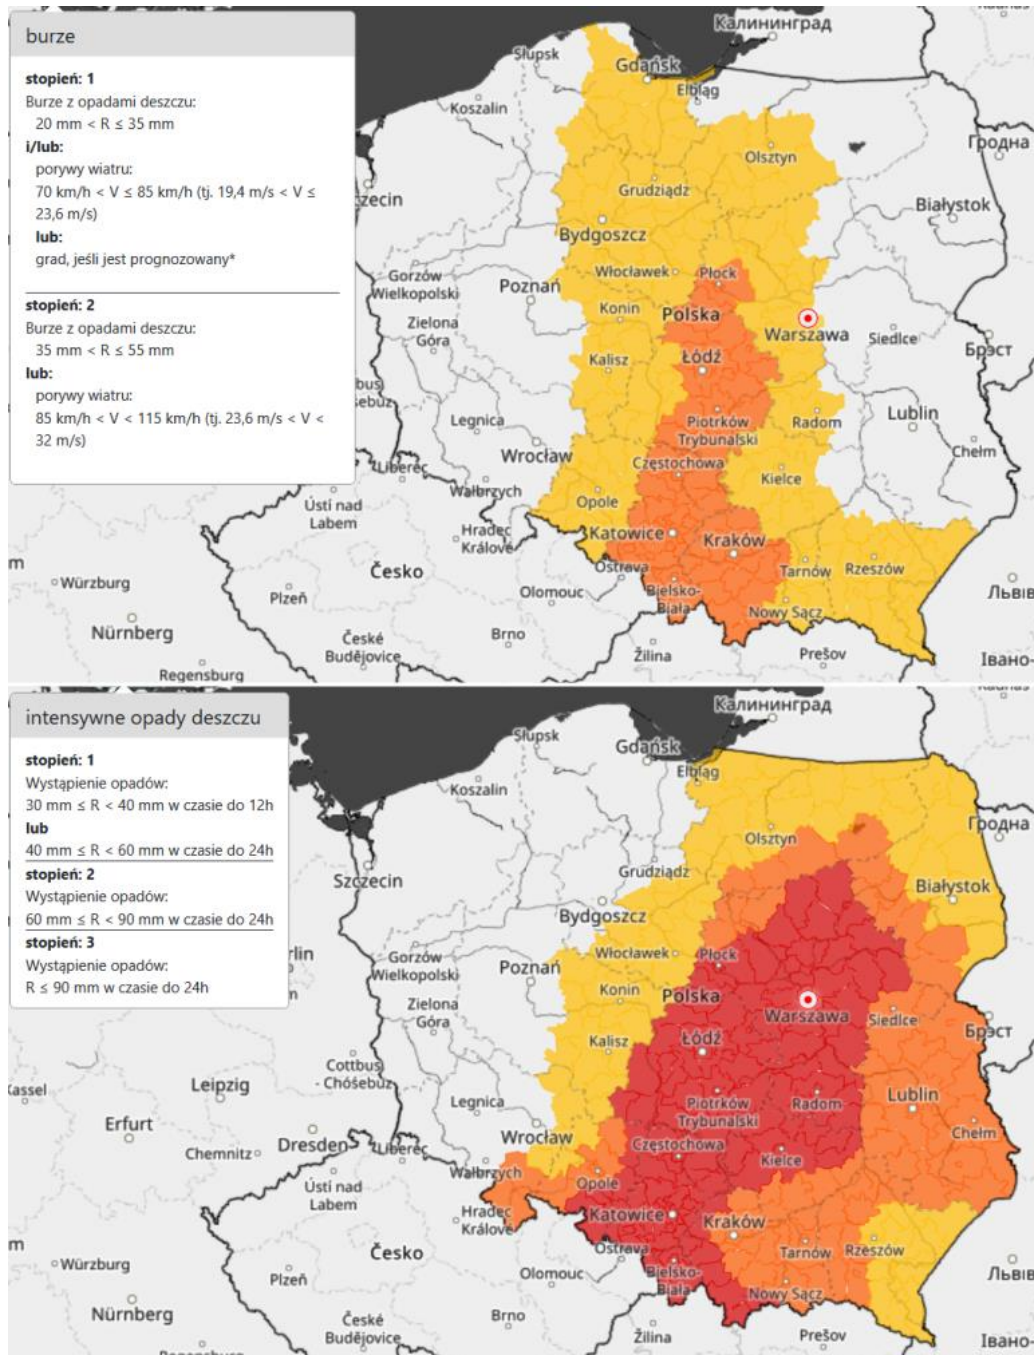 burze
stopień: 1
Burze z opadami deszczu:
20 mm < R ≤ 35 mm
i/lub:
porywy wiatru:
70 km/h < V ≤ 85 km/h (tj. 19,4 m/s < V ≤
23,6 m/s)
lub:
grad, jeśli jest prognozowany*
stopień: 2
Burze z opadami deszczu:
35 mm < R ≤ 55 mm
lub:
porywy wiatru:
85 km/h < V < 115 km/h (tj. 23,6 m/s < V <
32 m/s)
Калининград
Słupsk
Gdańsk
Elbląg
Koszalin
Гродна
Olsztyn
zecin
Grudziądz
Białystok
Bydgoszcz
Gorzów
Wielkopolski
Włocławek
Płock
Poznań
Konin
Polska
Zielona
Góra
Warszawa
Siedlce
Брэст
Łódź
Kalisz
Legnica
Piotrków
Trybunalski
Radom
Lublin
Chełm
Wrocław
Częstochowa
Liberec
Wałbrzych
Kielce
Ústí nad
Labem
Opole
Hradec
Králové
Katowice
Kraków
Ostrava
Tarnów
Rzeszów
m
Würzburg
Česko
Plzeň
Olomouc
Bielsko-
Biała
Nowy Sącz
Львів
Nürnberg
České
Budějovice
Brno
Žilina
Prešov
Івано-
Regensburg
intensywne opady deszczu
stopień: 1
Wystąpienie opadów:
30 mm ≤ R < 40 mm w czasie do 12h
lub
40 mm ≤ R < 60 mm w czasie do 24h
stopień: 2
Wystąpienie opadów:
60 mm ≤ R < 90 mm w czasie do 24h
stopień: 3
Wystąpienie opadów:
R ≤ 90 mm w czasie do 24h
Калининград
Słupsk
Gdańsk
Elbląg
Koszalin
Гродна
Olsztyn
Szczecin
Grudziądz
Białystok
Bydgoszcz
rlin
Gorzów
Wielkopolski
Włocławek
Płock
Poznań
Konin
Polska
Zielona
Góra
Warszawa
Siedlce
Брэст
Łódź
Kalisz
Cottbus
- Chóśebuz
Kassel
Leipzig
Legnica
Piotrków
Trybunalski
Radom
Lublin
Erfurt
Chełm
Wrocław
Dresden
Chemnitz
Liberec
Częstochowa
Wałbrzych
Kielce
Ústí nad
Labem
Opole
Hradec
Králové
Katowice
Kraków
Ostrava
Tarnów
Rzeszów
m
Würzburg
Česko
Plzeň
Olomouc
Bielsko-
Biała
Nowy Sącz
Львів
Nürnberg
České
Budějovice
Brno
Žilina
Prešov
Івано-